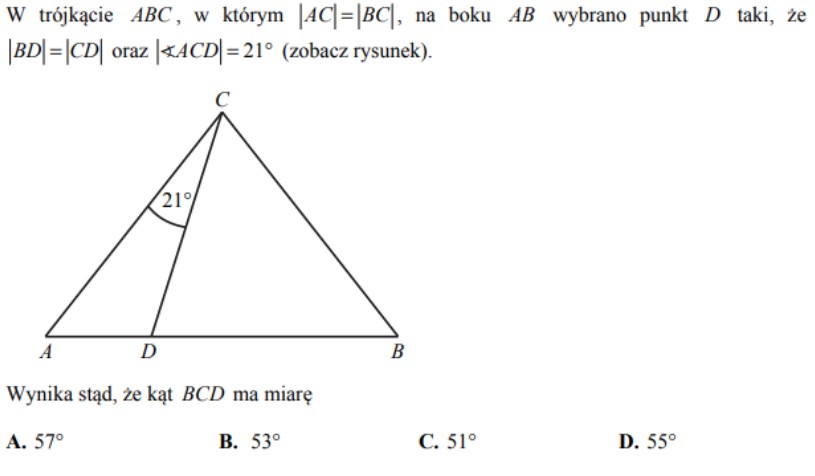 W trójkącie ABC, w którym |AC|=|BC|, na boku AB wybrano punkt D taki, że
|BD|=|CD| oraz |∢ACD|=21° (zobacz rysunek).
C
21°
A D B
Wynika stąd, że kąt BCD ma miarę
A. 57° B. 53° C. 51° D. 55°